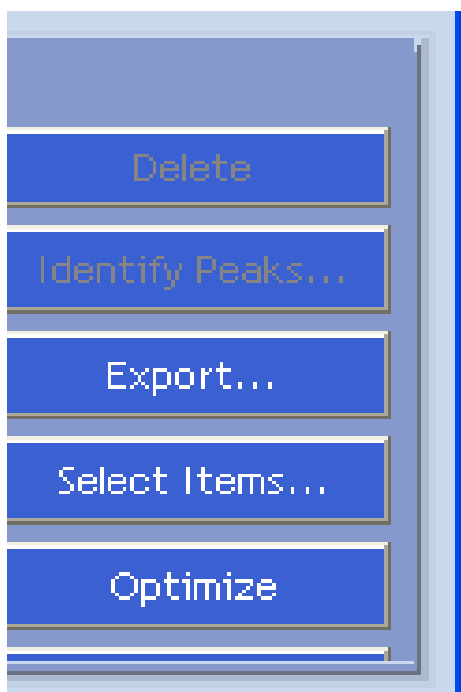 Delete
Identify Peaks...
Export...
Select Items...
Optimize